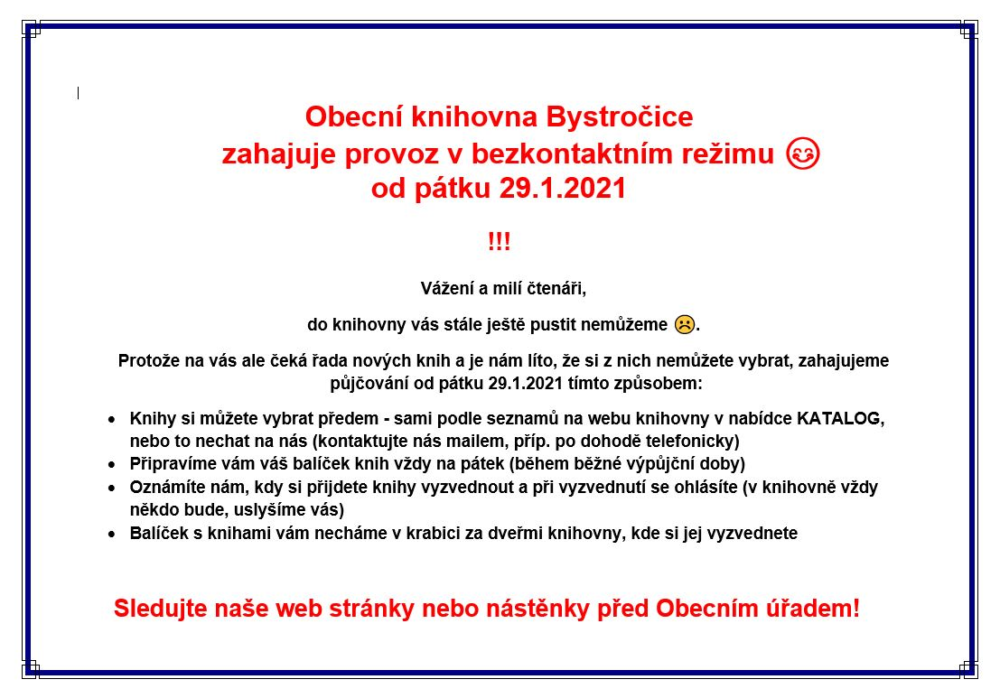 Obecní knihovna Bystročice
zahajuje provoz v bezkontaktním režimu 😊
od pátku 29.1.2021
!!!
Vážení a milí čtenáři,
do knihovny vás stále ještě pustit nemůžeme ☹.
Protože na vás ale čeká řada nových knih a je nám líto, že si z nich nemůžete vybrat, zahajujeme
půjčování od pátku 29.1.2021 tímto způsobem:
• Knihy si můžete vybrat předem - sami podle seznamů na webu knihovny v nabídce KATALOG,
nebo to nechat na nás (kontaktujte nás mailem, příp. po dohodě telefonicky)
• Připravíme vám váš balíček knih vždy na pátek (během běžné výpůjční doby)
• Oznámíte nám, kdy si přijdete knihy vyzvednout a při vyzvednutí se ohlásíte (v knihovně vždy
někdo bude, uslyšíme vás)
• Balíček s knihami vám necháme v krabici za dveřmi knihovny, kde si jej vyzvednete
Sledujte naše web stránky nebo nástěnky před Obecním úřadem!